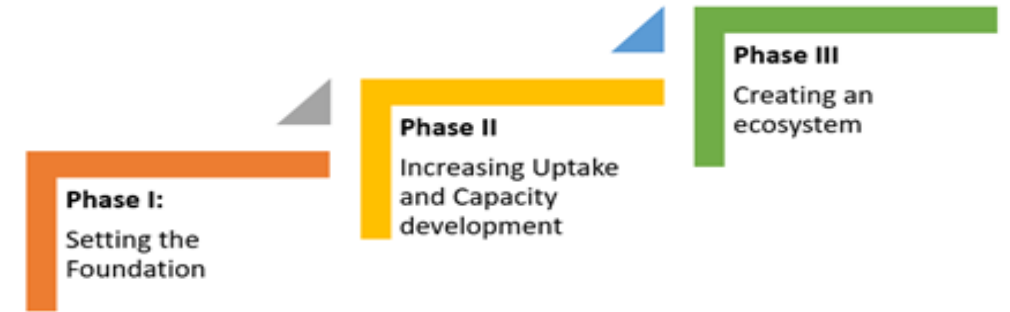 Phase I:
Setting the
Foundation
Phase II
Increasing Uptake
and Capacity
development
Phase III
Creating an
ecosystem